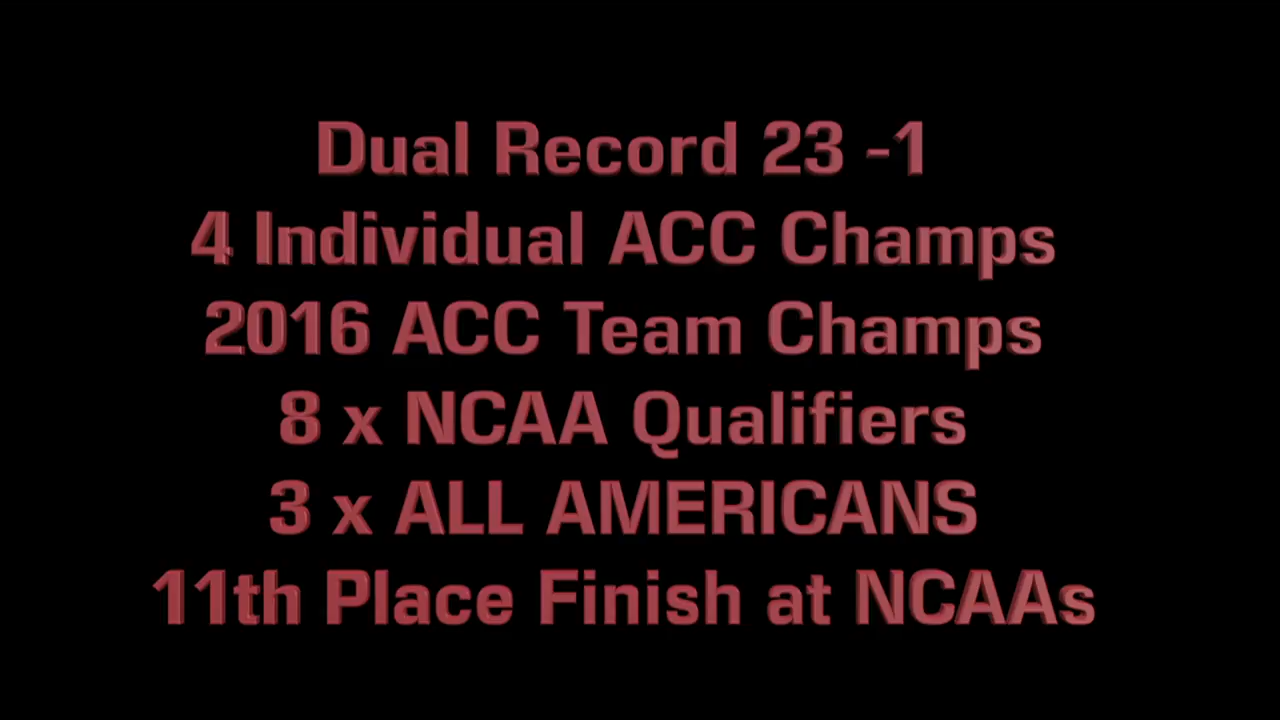 Dual Record 23 -1
4 Individual ACC Champs
2016 ACC Team Champs
8 x NCAA Qualifiers
3 x ALL AMERICANS
11th Place Finish at NCAAs